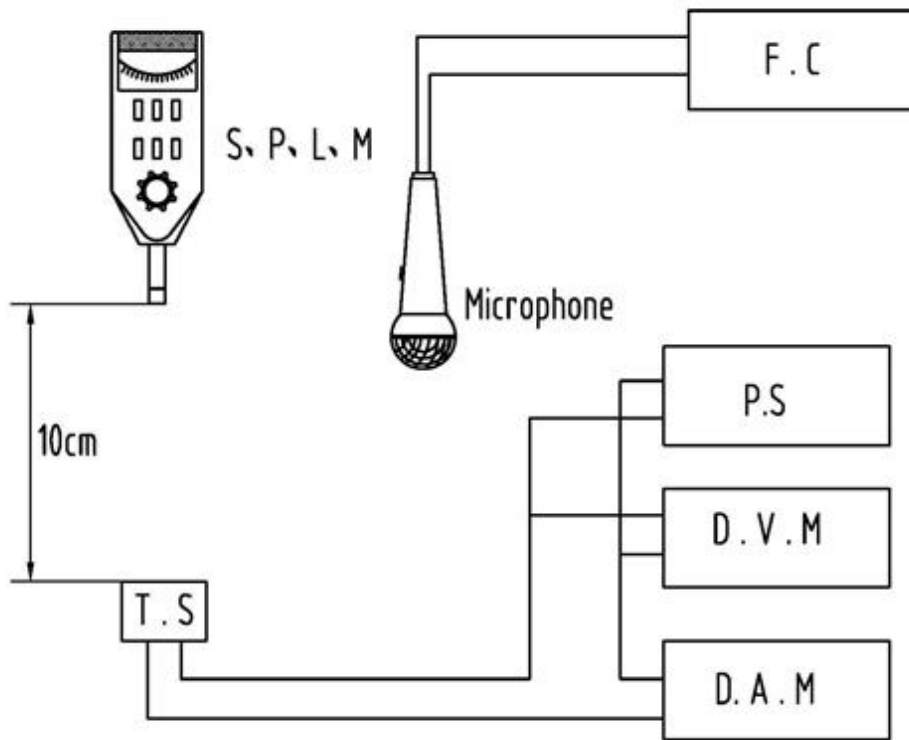 F.C
S、P、L、M
Microphone
P.S
10cm
D.V.M
T.S
D.A.M